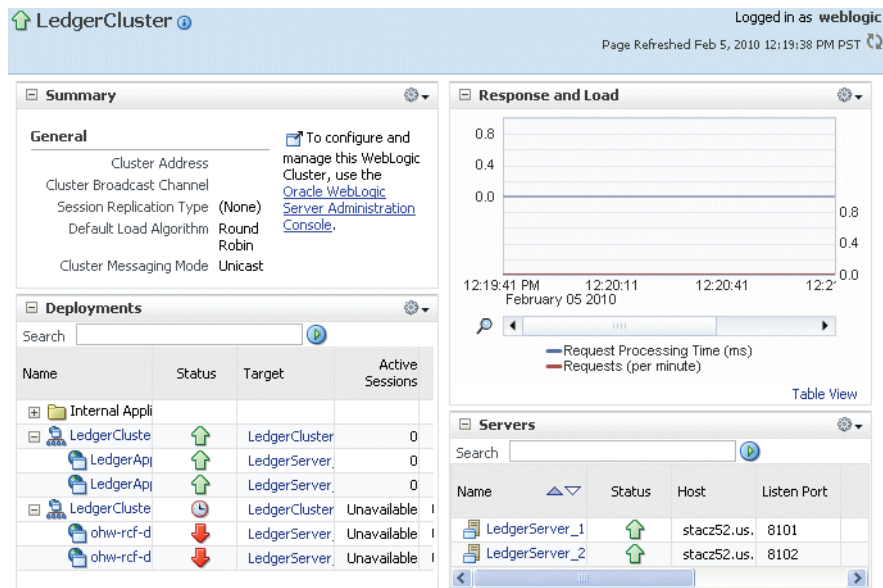 LedgerCluster
Logged in as weblogic
Page Refreshed Feb 5, 2010 12:19:38 PM PST
Summary
General
Cluster Address
Cluster Broadcast Channel
Session Replication Type (None)
Default Load Algorithm Round
Robin
Cluster Messaging Mode Unicast
To configure and
manage this WebLogic
Cluster, use the
Oracle WebLogic
Server Administration
Console.
Deployments
Search
Name Status Target Active
Sessions
Internal Appli
LedgerCluste LedgerCluster 0
LedgerAp LedgerServer_ 0
LedgerAp LedgerServer_ 0
LedgerCluste LedgerCluster Unavailable
ohw-rcf-d LedgerServer_ Unavailable
ohw-rcf-d LedgerServer_ Unavailable
Response and Load
0.8
0.4
0.0
0.8
0.4
0.0
12:19:41 PM 12:20:11 12:20:41 12:2
February 05 2010
Request Processing Time (ms)
Requests (per minute)
Table View
Servers
Search
Name Status Host Listen Port
LedgerServer_1 stacz52.us. 8101
LedgerServer_2 stacz52.us. 8102